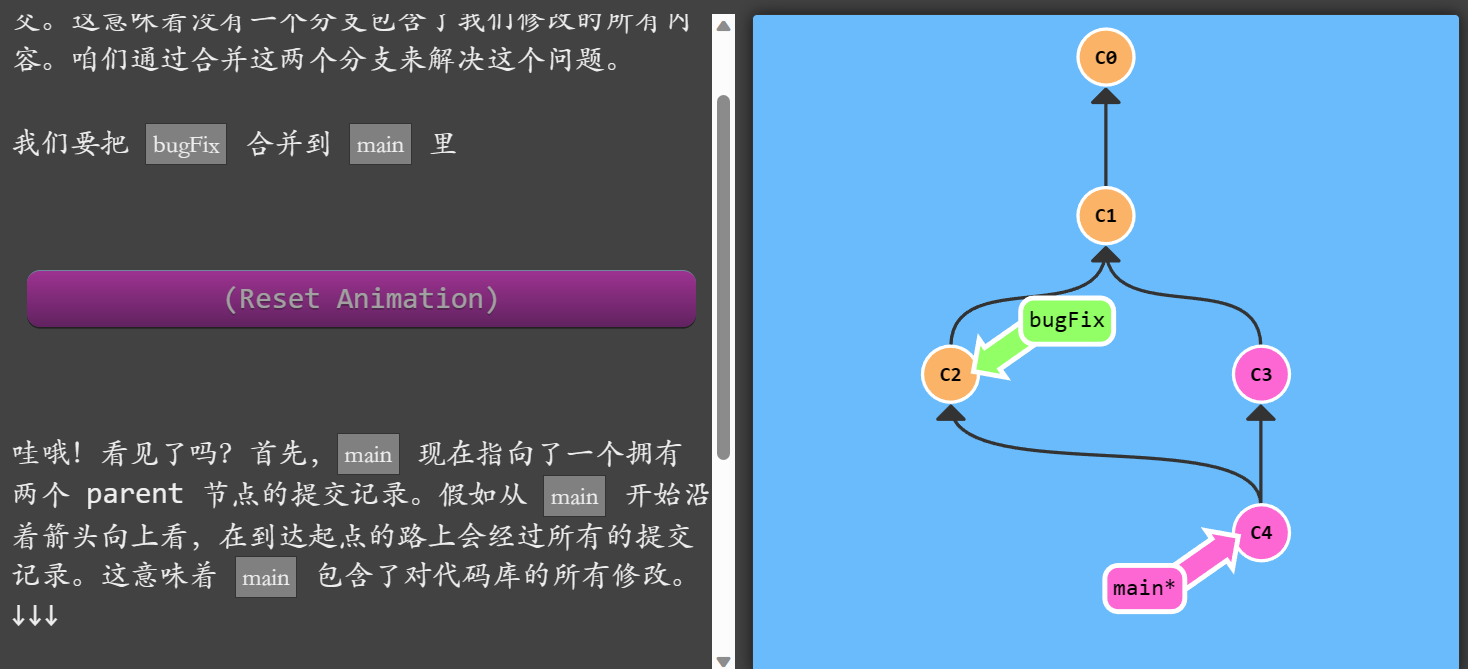 交。这意味着没有一个分支包含了我们修改的所有内
容。咱们通过合并这两个分支来解决这个问题。
我们要把 bugFix 合并到 main 里
(Reset Animation)
哇哦！看见了吗？首先，main 现在指向了一个拥有
两个 parent 节点的提交记录。假如从 main 开始沿
着箭头向上看，在到达起点的路上会经过所有的提交
记录。这意味着 main 包含了对代码库的所有修改。
↓↓↓
C0
C1
bugFix
C2
C3
C4
main*